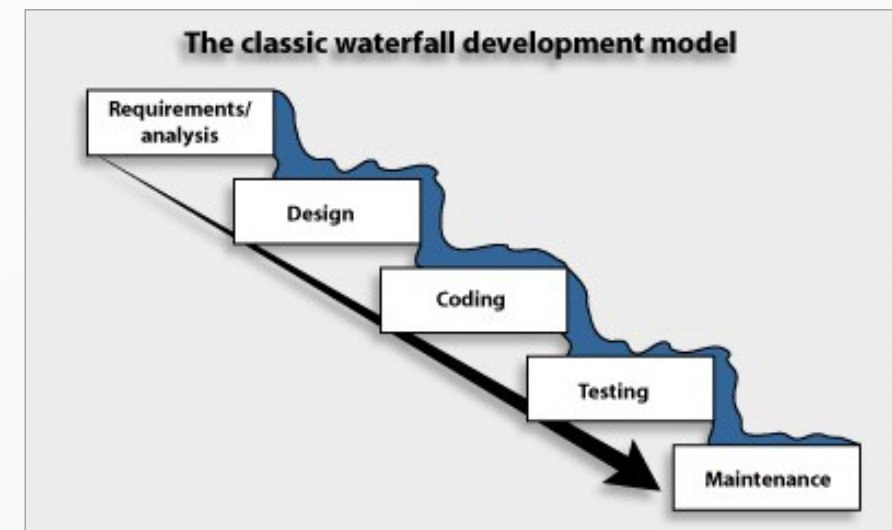 The classic waterfall development model
Requirements/
analysis
Design
Coding
Testing
Maintenance